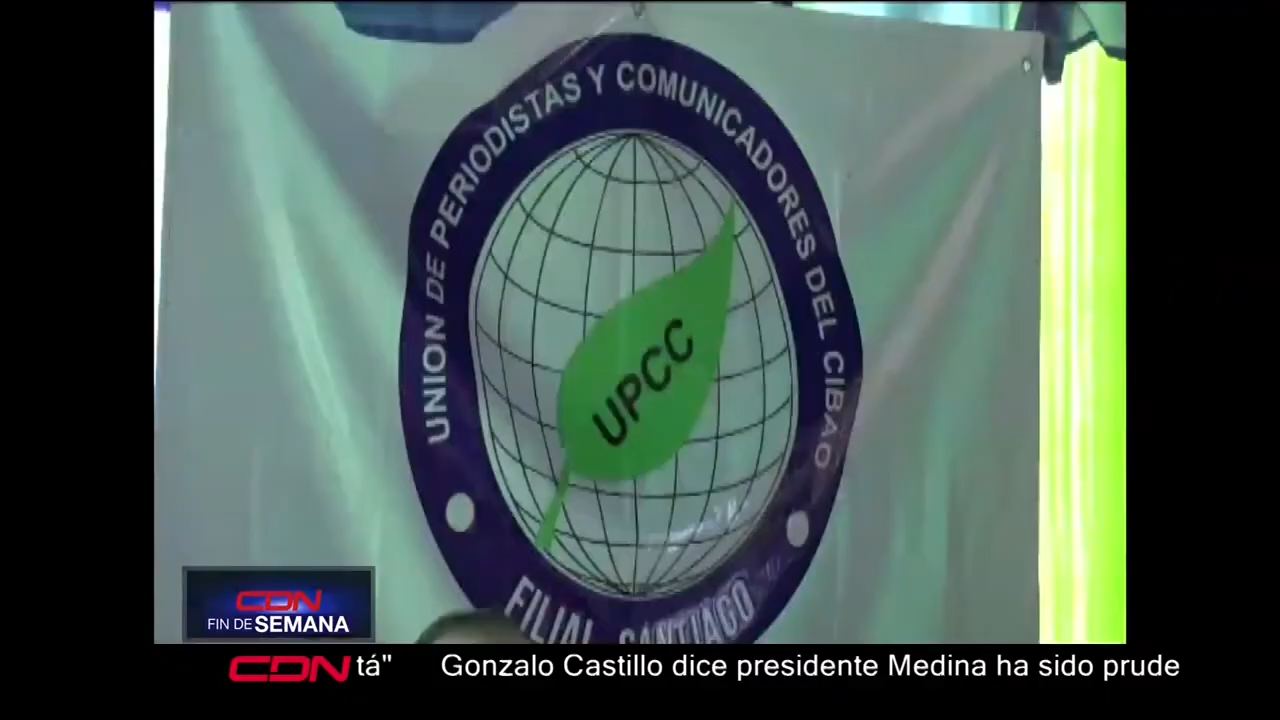 UNION DE PERIODISTAS Y COMUNICADORES DEL CIBAO
UPCC
FILIAL SANTIAGO
CDN
FIN DE SEMANA
CDN tá" Gonzalo Castillo dice presidente Medina ha sido prude